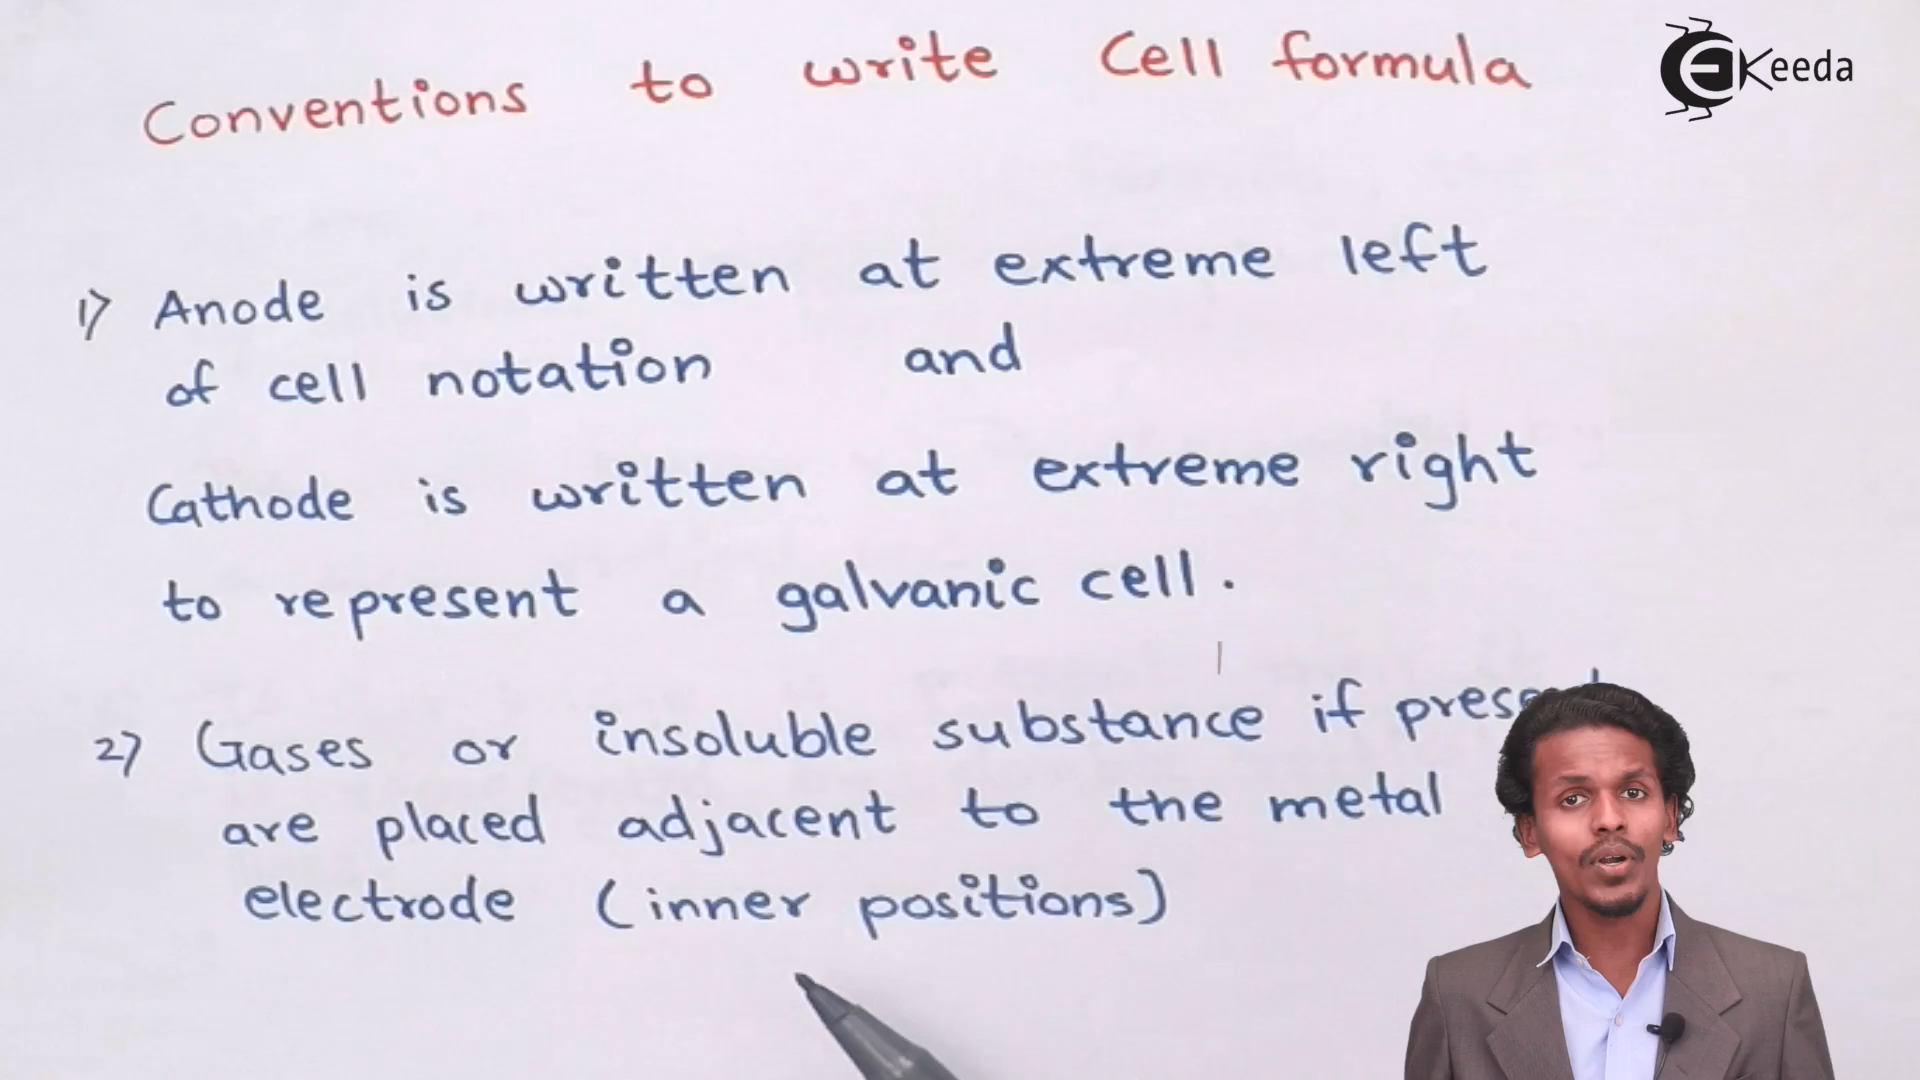 Conventions to write Cell formula
EKeeda
1) Anode is written at extreme left
of cell notation and
Cathode is written at extreme right
to represent a galvanic cell.
2) Gases or insoluble substance if
are placed adjacent to the metal
electrode (inner positions)